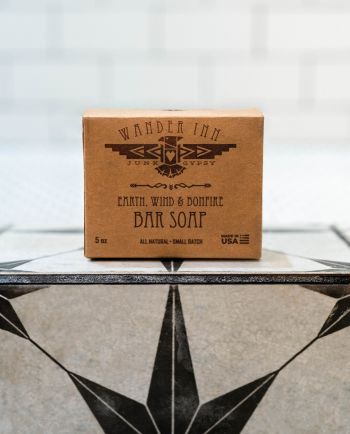 WANDER INN
JUNK GYPSY
EARTH, WIND & BONFIRE
BAR SOAP
5 oz
ALL NATURAL - SMALL BATCH
MADE IN
USA